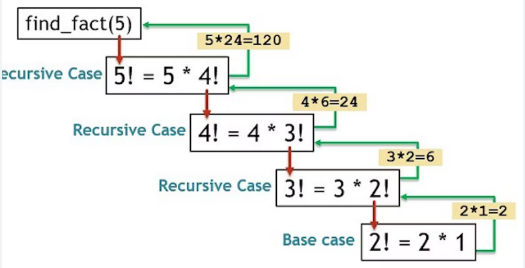 find_fact(5)
5*24=120
ecursive Case 5! = 5 * 4!
4*6=24
Recursive Case 4! = 4 * 3!
3*2=6
Recursive Case 3! = 3 * 2!
2*1=2
Base case 2! = 2 * 1